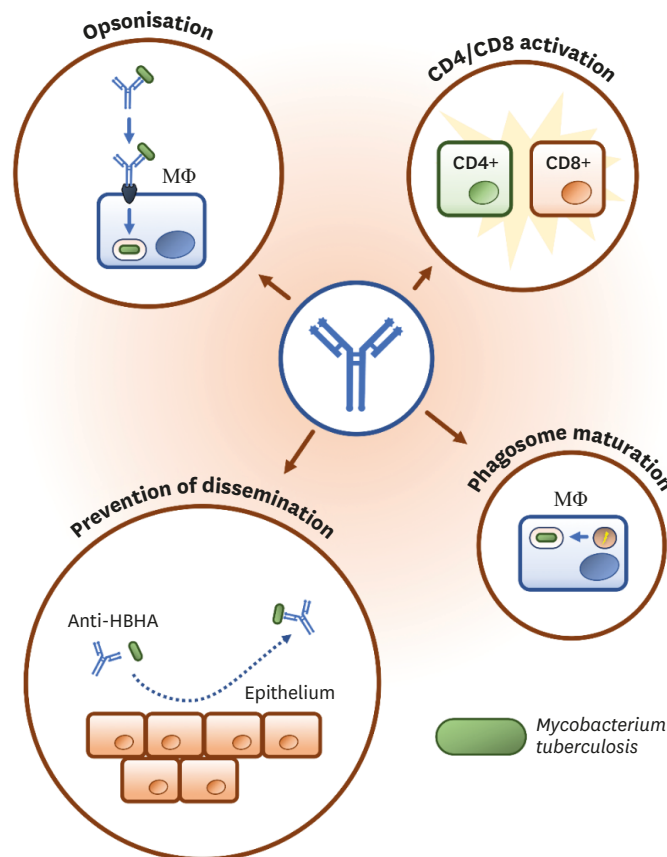 Opsonisation
MΦ
CD4/CD8 activation
CD4+ CD8+
Prevention of dissemination
Anti-HBHA
Epithelium
Phagosome maturation
MΦ
Mycobacterium
tuberculosis